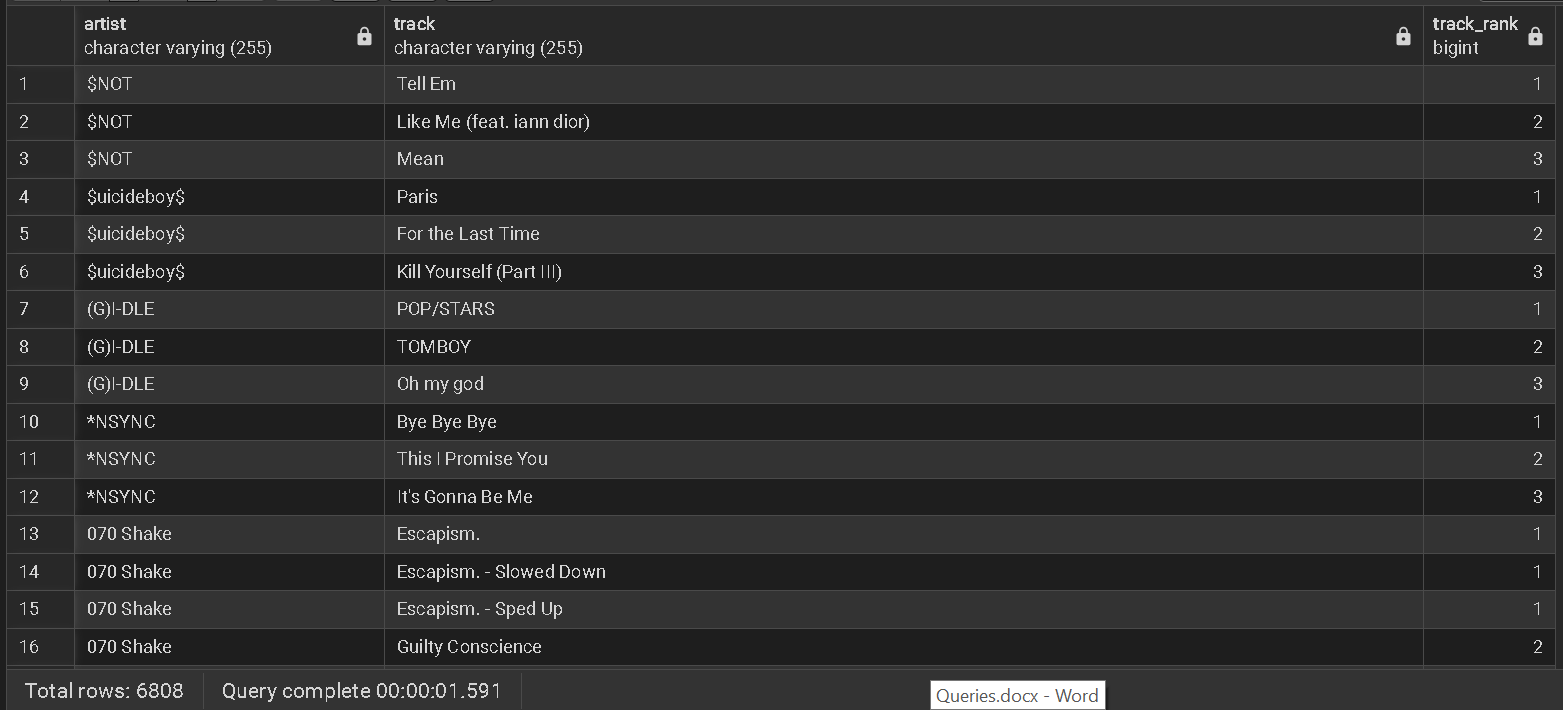 artist track track_rank
character varying (255) character varying (255) bigint
1 $NOT Tell Em 1
2 $NOT Like Me (feat. iann dior) 2
3 $NOT Mean 3
4 $uicideboy$ Paris 1
5 $uicideboy$ For the Last Time 2
6 $uicideboy$ Kill Yourself (Part III) 3
7 (G)I-DLE POP/STARS 1
8 (G)I-DLE TOMBOY 2
9 (G)I-DLE Oh my god 3
10 *NSYNC Bye Bye Bye 1
11 *NSYNC This I Promise You 2
12 *NSYNC It's Gonna Be Me 3
13 070 Shake Escapism. 1
14 070 Shake Escapism. - Slowed Down 1
15 070 Shake Escapism. - Sped Up 1
16 070 Shake Guilty Conscience 2
Total rows: 6808 Query complete 00:00:01.591 Queries.docx - Word